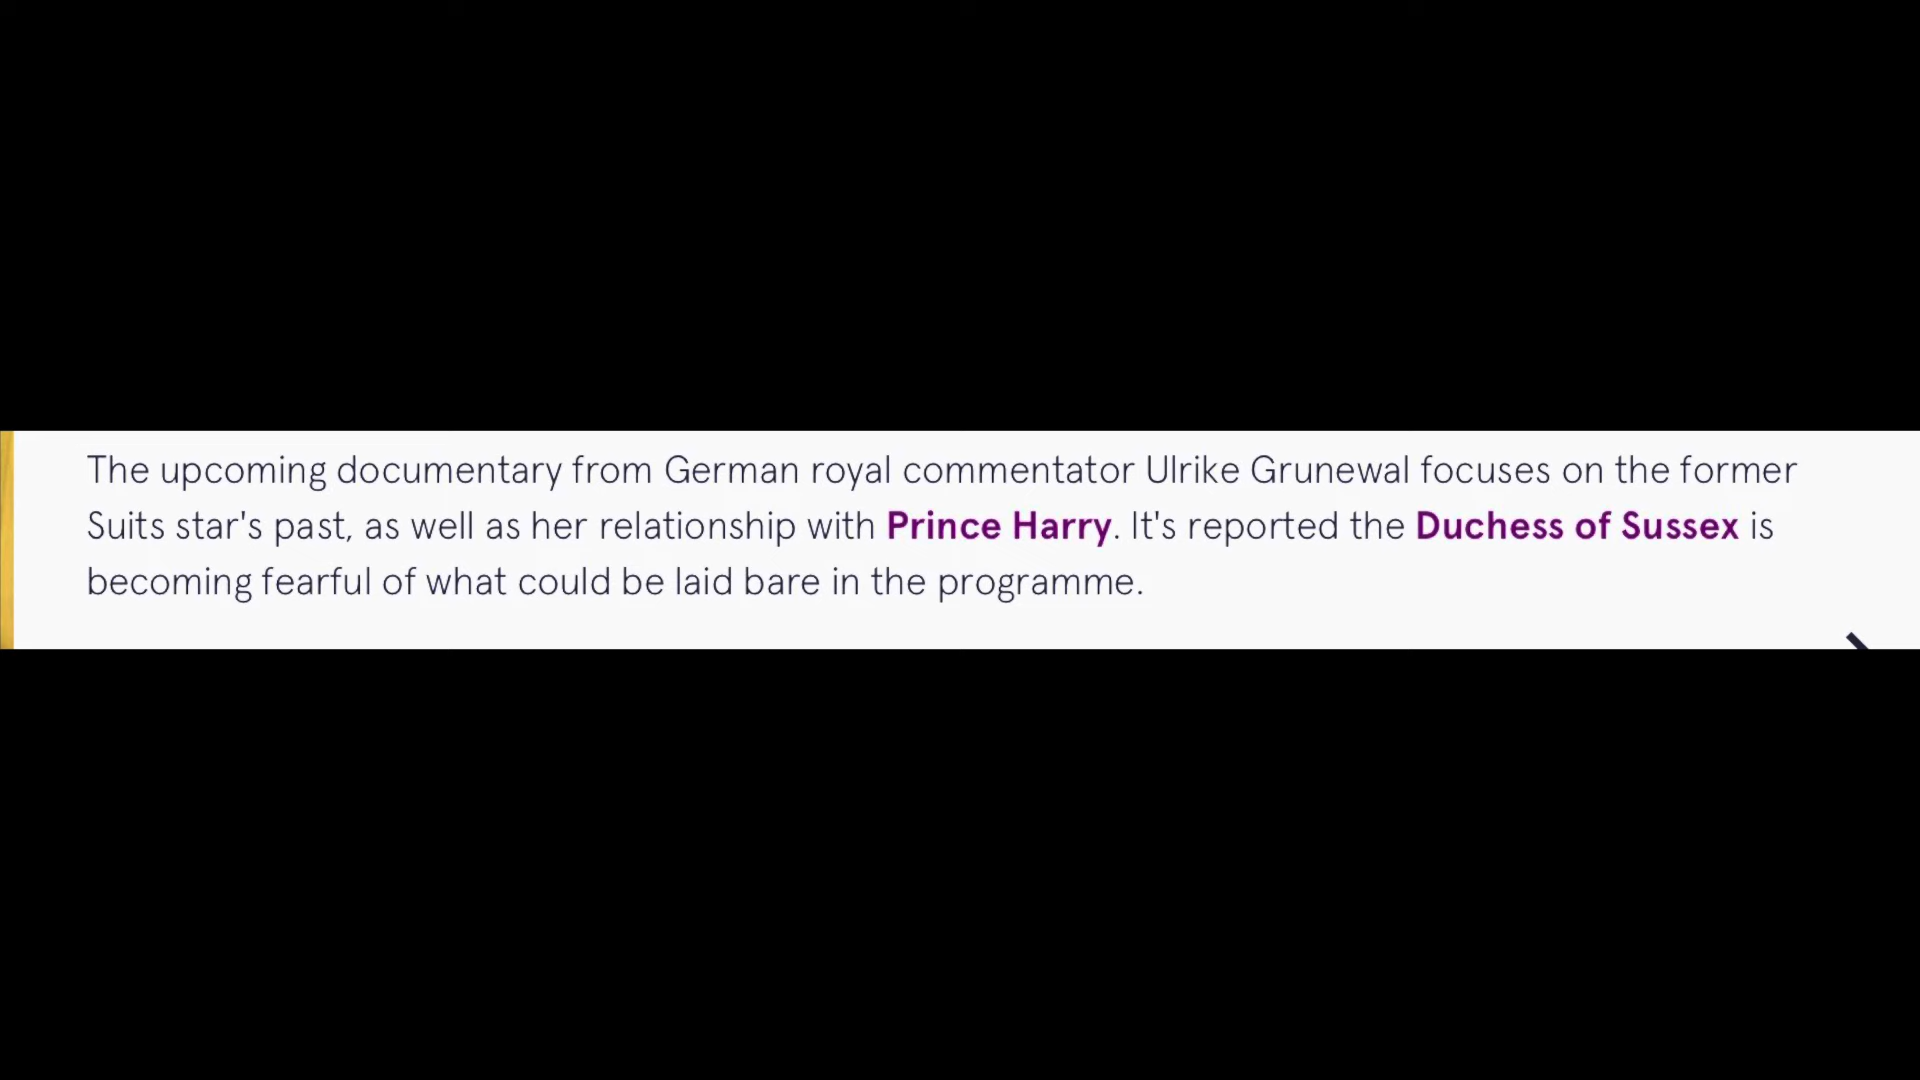 The upcoming documentary from German royal commentator Ulrike Grunewal focuses on the former
Suits star's past, as well as her relationship with Prince Harry. It's reported the Duchess of Sussex is
becoming fearful of what could be laid bare in the programme.